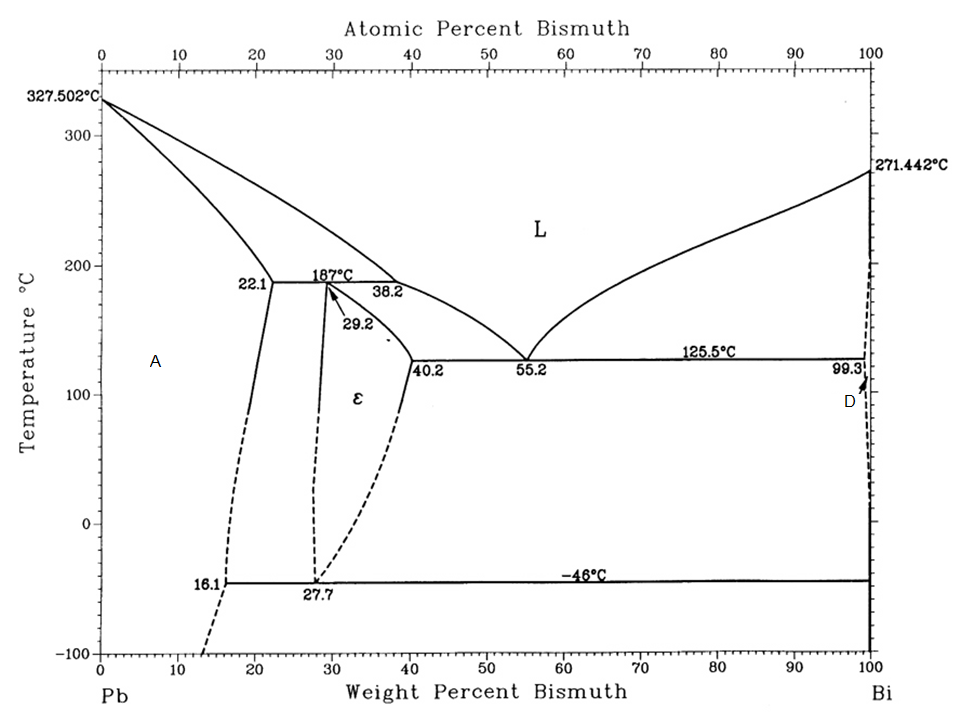 Atomic Percent Bismuth
0 10 20 30 40 50 60 70 80 90 100
327.502°C
300
271.442°C
L
200
187°C
22.1
38.2
29.2
125.5°C
A
40.2
55.2
99.3
100
ε
D
0
-46°C
16.1
27.7
-100
0 10 20 30 40 50 60 70 80 90 100
Pb
Weight Percent Bismuth
Bi
Temperature °C